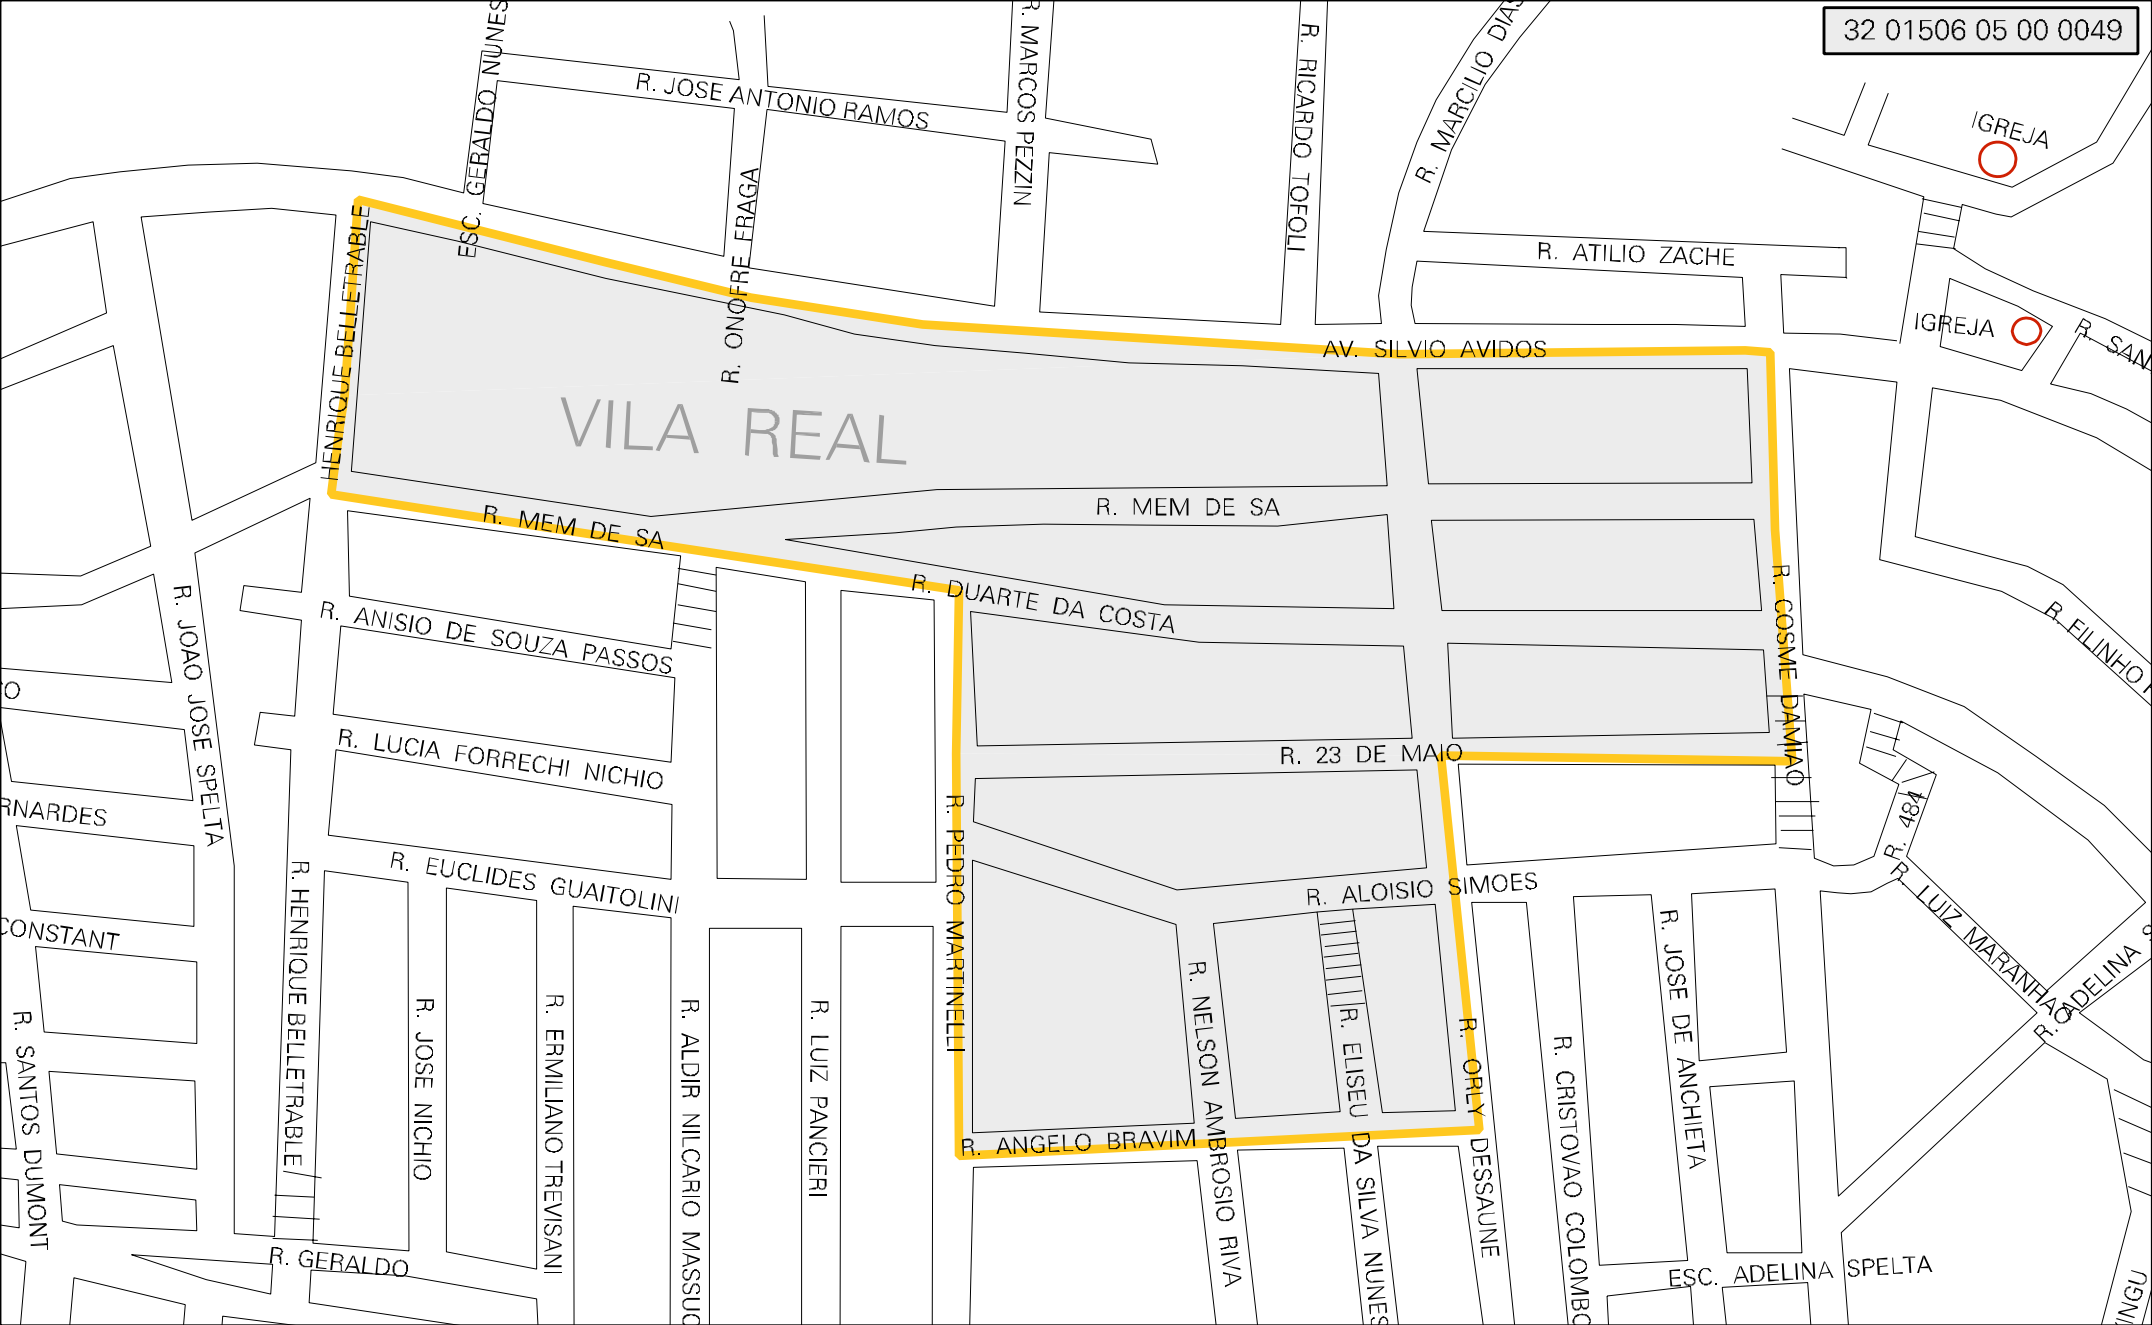 32 01506 05 00 0049
ESC. GERALDO NUNES
R. JOSE ANTONIO RAMOS
R. MARCOS PEZZIN
R. RICARDO TOFOLI
R. MARCILIO DIAS
IGREJA
R. ONOFRE FRAGA
R. ATILIO ZACHE
HENRIQUE BELLETRABLE
IGREJA
R. SAN
AV. SILVIO AVIDOS
VILA REAL
R. MEM DE SA
R. MEM DE SA
R. DUARTE DA COSTA
R. COSME DAMIAO
R. FILINHO
R. JOAO JOSE SPELTA
R. ANISIO DE SOUZA PASSOS
R. LUCIA FORRECHI NICHIO
R. 23 DE MAIO
RNARDES
R. 484
R. PEDRO MARTINELLI
R. EUCLIDES GUAITOLINI
R. ALOISIO SIMOES
R. HENRIQUE BELLETRABLE
R. LUIZ MARANHAO
R. ADELINA
CONSTANT
R. JOSE DE ANCHIETA
R. NELSON AMBROSIO RIVA
R. ELISEU DA SILVA NUNES
R. ORLY DESSAUNE
R. CRISTOVAO COLOMBO
R. SANTOS DUMONT
R. JOSE NICHIO
R. ERMILIANO TREVISANI
R. ALDIR NILCARIO MASSUC
R. LUIZ PANCIERI
R. ANGELO BRAVIM
R. GERALDO
ESC. ADELINA SPELTA